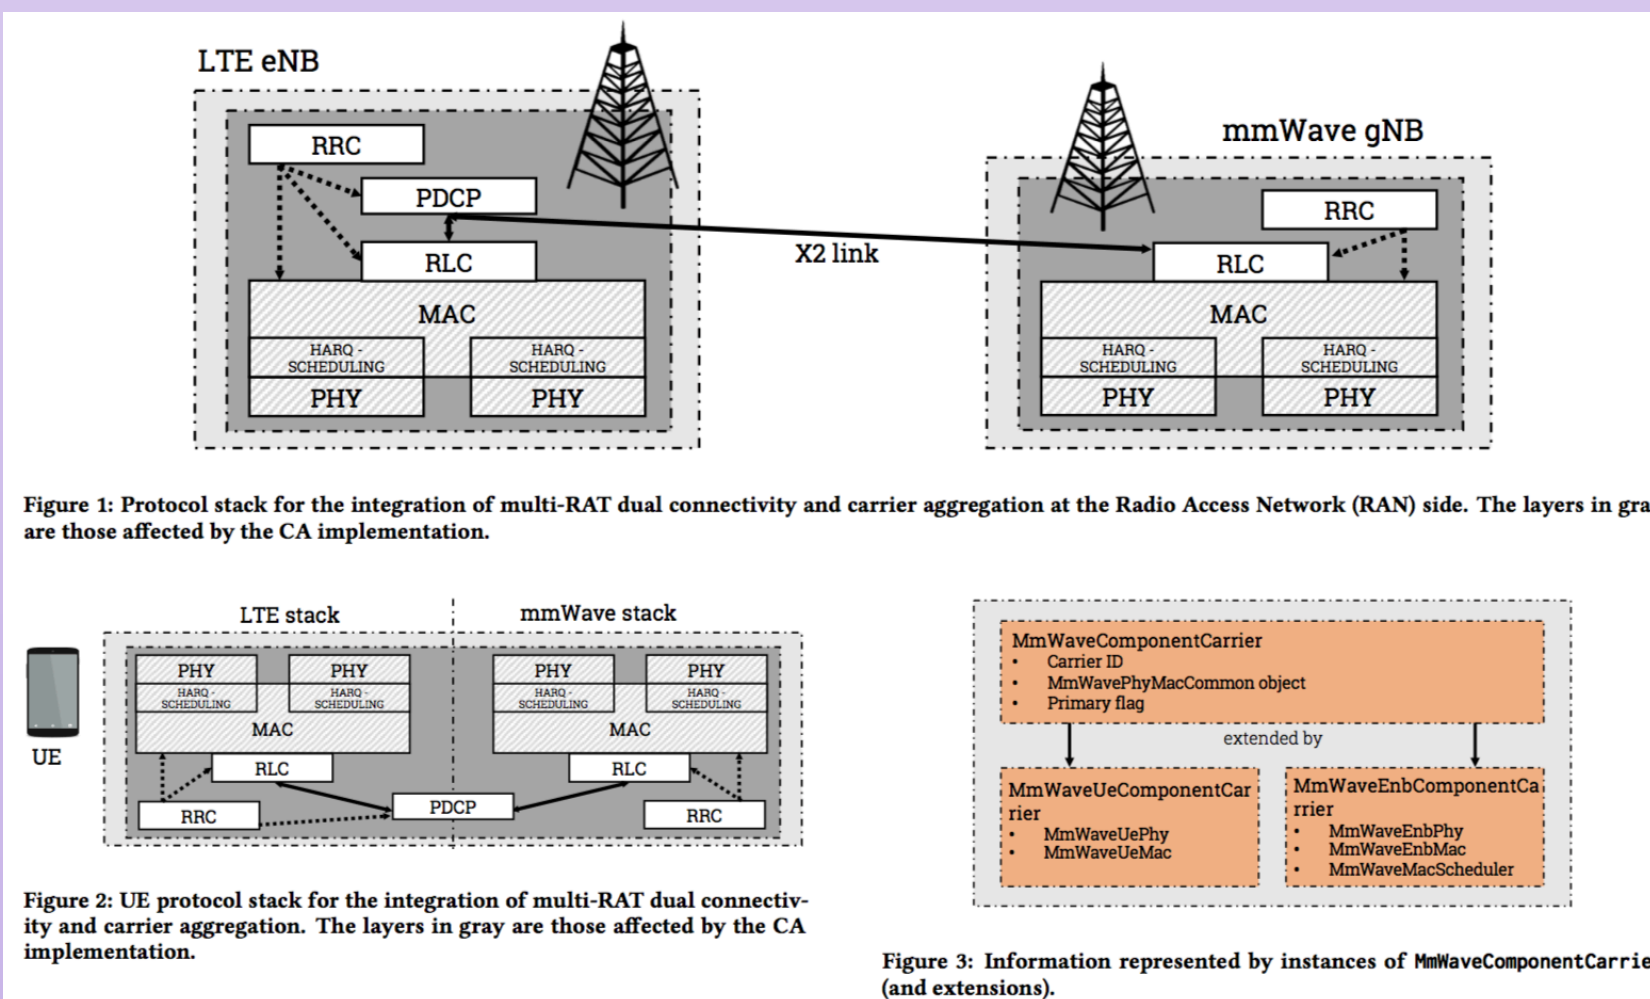 LTE eNB
RRC
PDCP
RLC
MAC
HARQ -
SCHEDULING
HARQ -
SCHEDULING
PHY
PHY
X2 link
mmWave gNB
RRC
RLC
MAC
HARQ -
SCHEDULING
HARQ -
SCHEDULING
PHY
PHY
Figure 1: Protocol stack for the integration of multi-RAT dual connectivity and carrier aggregation at the Radio Access Network (RAN) side. The layers in gra
are those affected by the CA implementation.
LTE stack
mmWave stack
PHY
PHY
HARQ -
SCHEDULING
HARQ -
SCHEDULING
MAC
RLC
RRC
PDCP
PHY
PHY
HARQ -
SCHEDULING
HARQ -
SCHEDULING
MAC
RLC
RRC
UE
Figure 2: UE protocol stack for the integration of multi-RAT dual connectiv-
ity and carrier aggregation. The layers in gray are those affected by the CA
implementation.
MmWaveComponentCarrier
• Carrier ID
• MmWavePhyMacCommon object
• Primary flag
extended by
MmWaveUeComponentCar
rier
• MmWaveUePhy
• MmWaveUeMac
MmWaveEnbComponentCa
rrier
• MmWaveEnbPhy
• MmWaveEnbMac
• MmWaveMacScheduler
Figure 3: Information represented by instances of MmWaveComponentCarrie
(and extensions).